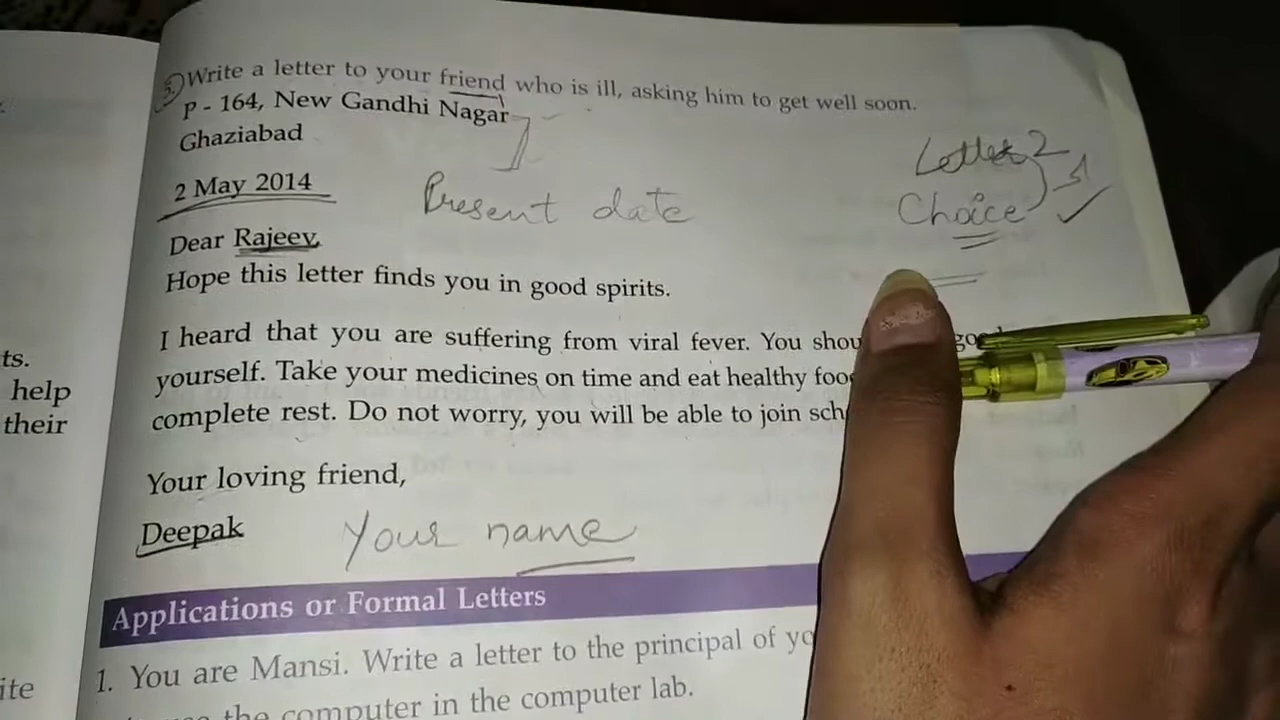 ts.
help
their
5. Write a letter to your friend who is ill, asking him to get well soon.
P - 164, New Gandhi Nagar
Ghaziabad
Letter 2
2 May 2014
Present date
Choice
Dear Rajeev,
Hope this letter finds you in good spirits.
I heard that you are suffering from viral fever. You
yourself. Take your medicines on time and eat healthy
complete rest. Do not worry, you will be able to join
Your loving friend,
Deepak
Your name
Applications or Formal Letters
1. You are Mansi. Write a letter to the principal of
the computer in the computer lab.